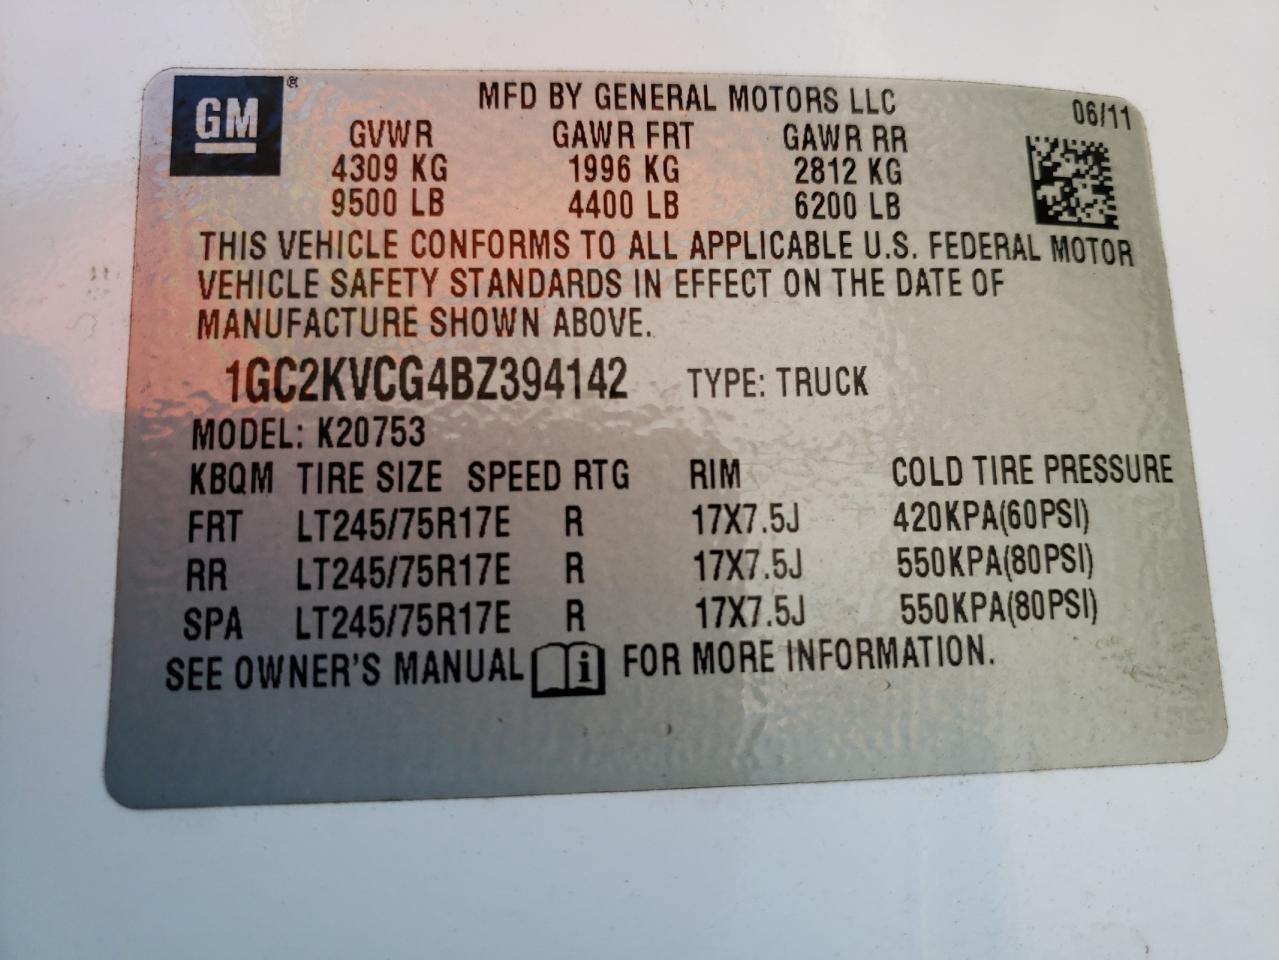 GM ®
MFD BY GENERAL MOTORS LLC 06/11
GVWR GAWR FRT GAWR RR
4309 KG 1996 KG 2812 KG
9500 LB 4400 LB 6200 LB
THIS VEHICLE CONFORMS TO ALL APPLICABLE U.S. FEDERAL MOTOR
VEHICLE SAFETY STANDARDS IN EFFECT ON THE DATE OF
MANUFACTURE SHOWN ABOVE.
1GC2KVCG4BZ394142 TYPE: TRUCK
MODEL: K20753
KBQM TIRE SIZE SPEED RTG RIM COLD TIRE PRESSURE
FRT LT245/75R17E R 17X7.5J 420KPA(60PSI)
RR LT245/75R17E R 17X7.5J 550KPA(80PSI)
SPA LT245/75R17E R 17X7.5J 550KPA(80PSI)
SEE OWNER'S MANUAL i FOR MORE INFORMATION.